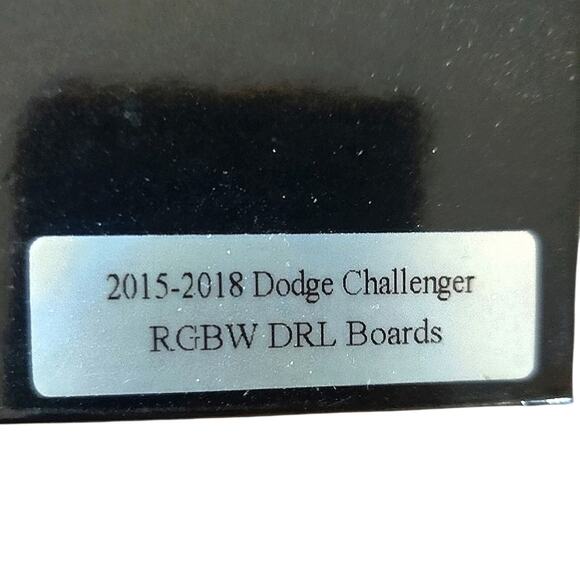 2015-2018 Dodge Challenger
RGBW DRL Boards